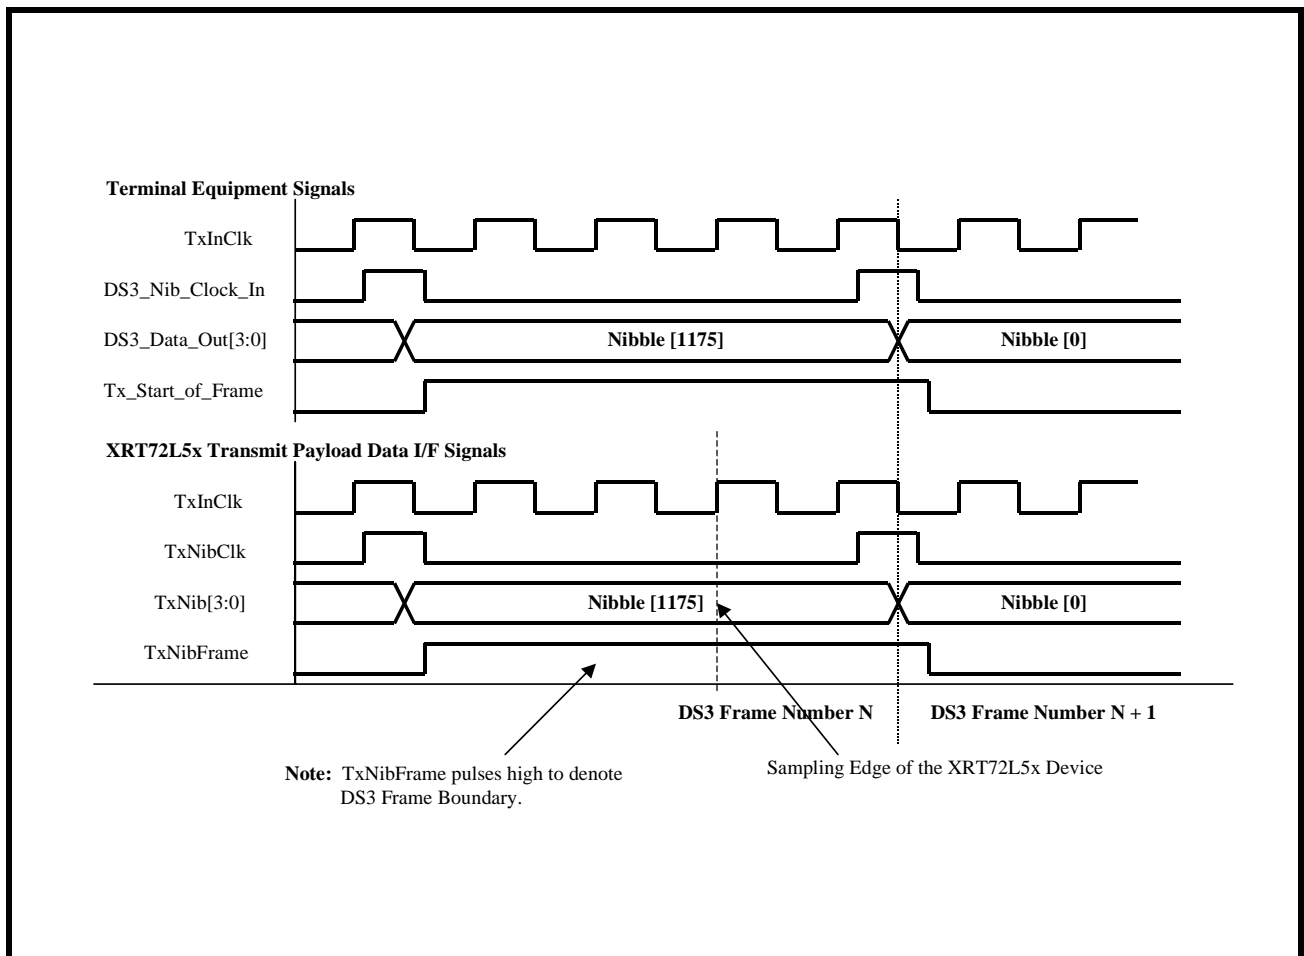 Terminal Equipment Signals
TxInClk
DS3_Nib_Clock_In
DS3_Data_Out[3:0]
Nibble [1175]
Nibble [0]
Tx_Start_of_Frame
XRT72L5x Transmit Payload Data I/F Signals
TxInClk
TxNibClk
TxNib[3:0]
Nibble [1175]
Nibble [0]
TxNibFrame
DS3 Frame Number N
DS3 Frame Number N + 1
Note: TxNibFrame pulses high to denote
DS3 Frame Boundary.
Sampling Edge of the XRT72L5x Device